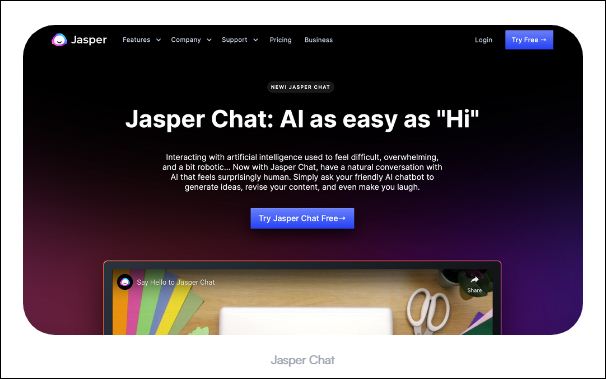 Jasper
Features
Company
Support
Pricing
Business
Login
Try Free→
NEW! JASPER CHAT
Jasper Chat: AI as easy as "Hi"
Interacting with artificial intelligence used to feel difficult, overwhelming,
and a bit robotic... Now with Jasper Chat, have a natural conversation with
AI that feels surprisingly human. Simply ask your friendly AI chatbot to
generate ideas, revise your content, and even make you laugh.
Try Jasper Chat Free→
Say Hello to Jasper Chat
Share
Jasper Chat